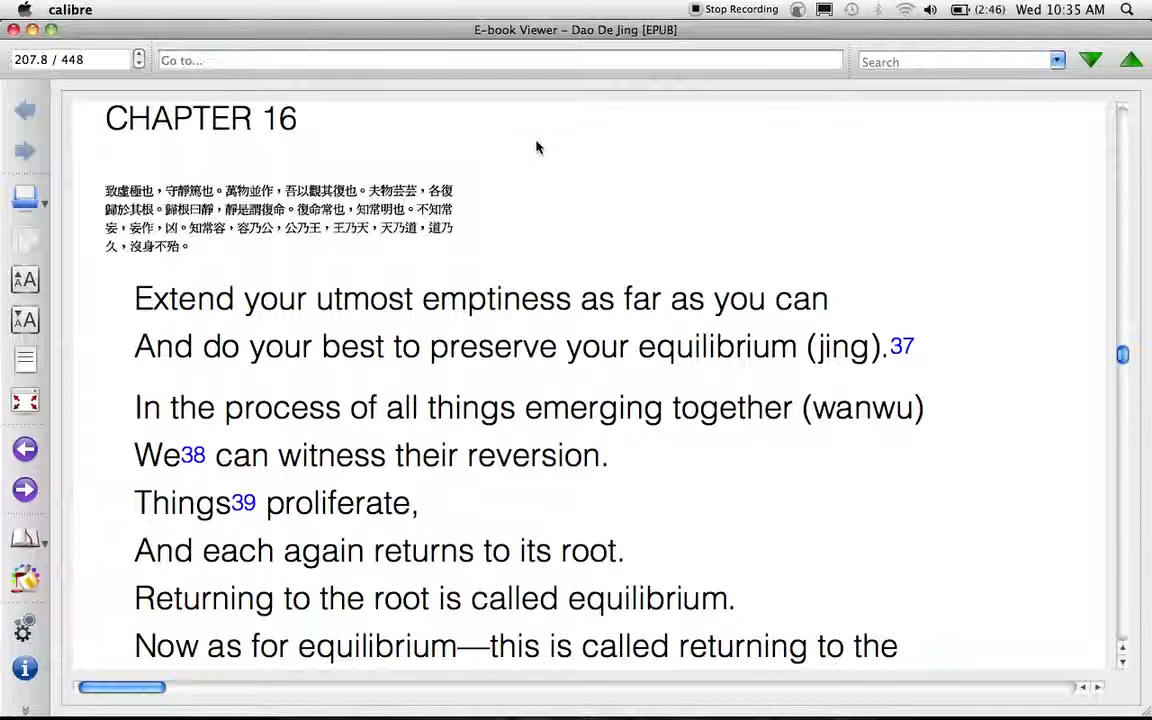 calibre
Stop Recording
(2:46) Wed 10:35 AM
E-book Viewer – Dao De Jing [EPUB]
207.8 / 448
Go to...
Search
CHAPTER 16
致虛極也，守靜篤也。萬物並作，吾以觀其復也。夫物芸芸，各復
歸於其根。歸根曰靜，靜是謂復命。復命常也，知常明也。不知常
妄，妄作，凶。知常容，容乃公，公乃王，王乃天，天乃道，道乃
久，沒身不殆。
Extend your utmost emptiness as far as you can
And do your best to preserve your equilibrium (jing).37
In the process of all things emerging together (wanwu)
We38 can witness their reversion.
Things39 proliferate,
And each again returns to its root.
Returning to the root is called equilibrium.
Now as for equilibrium—this is called returning to the